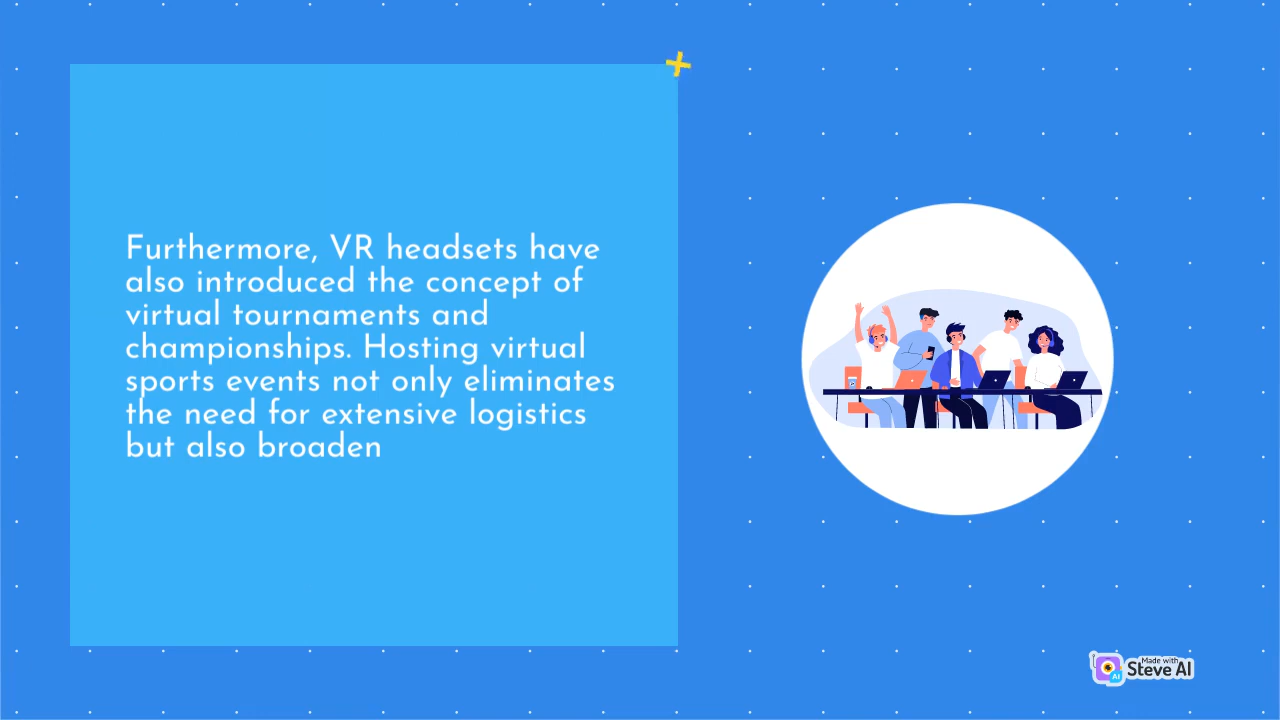 Furthermore, VR headsets have
also introduced the concept of
virtual tournaments and
championships. Hosting virtual
sports events not only eliminates
the need for extensive logistics
but also broaden
Made with
Steve AI
AI